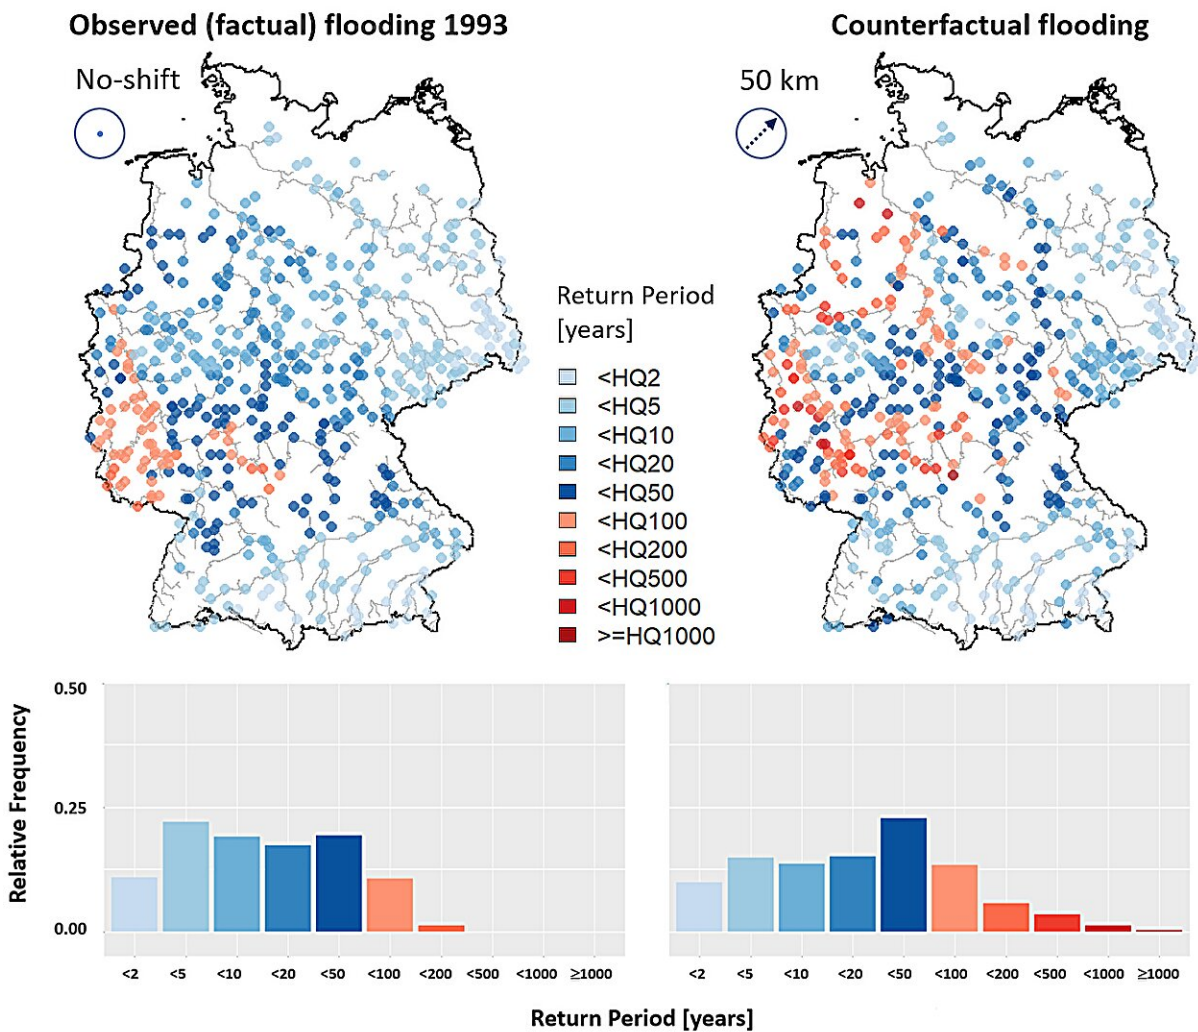 Observed (factual) flooding 1993
Counterfactual flooding
No-shift
50 km
Return Period
[years]
<HQ2
<HQ5
<HQ10
<HQ20
<HQ50
<HQ100
<HQ200
<HQ500
<HQ1000
>=HQ1000
Relative Frequency
0.50
0.25
0.00
<2 <5 <10 <20 <50 <100 <200 <500 <1000 ≥1000
<2 <5 <10 <20 <50 <100 <200 <500 <1000 ≥1000
Return Period [years]